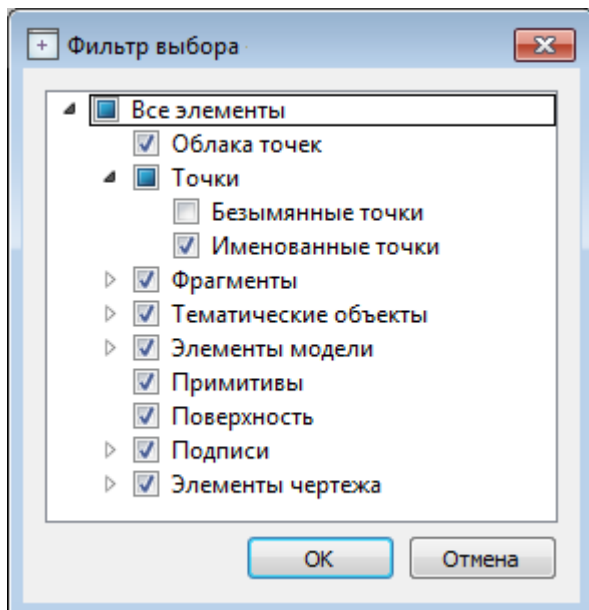 Фильтр выбора
Все элементы
Облака точек
Точки
Безымянные точки
Именованные точки
Фрагменты
Тематические объекты
Элементы модели
Примитивы
Поверхность
Подписи
Элементы чертежа
OK
Отмена